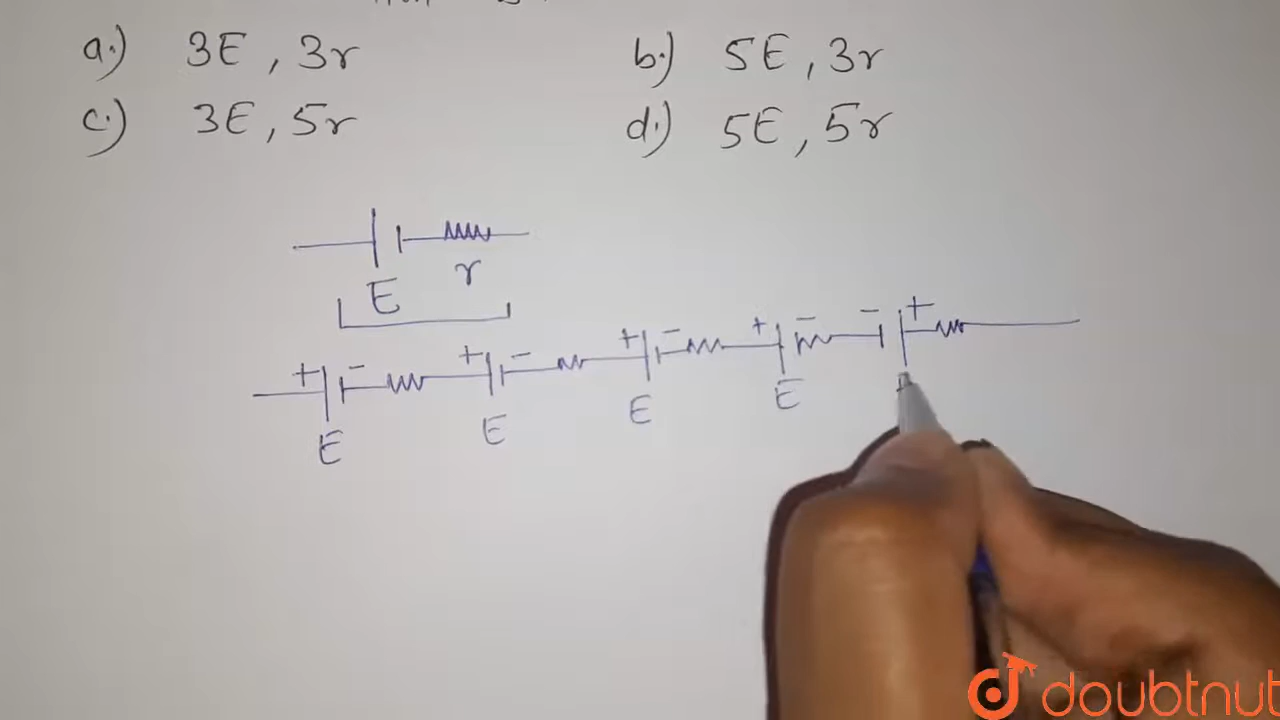 a.) 3E , 3r
b.) 5E , 3r
c.) 3E , 5r
d.) 5E , 5r
E r
+ - + - + - + - - +
E E E E
doubtnut